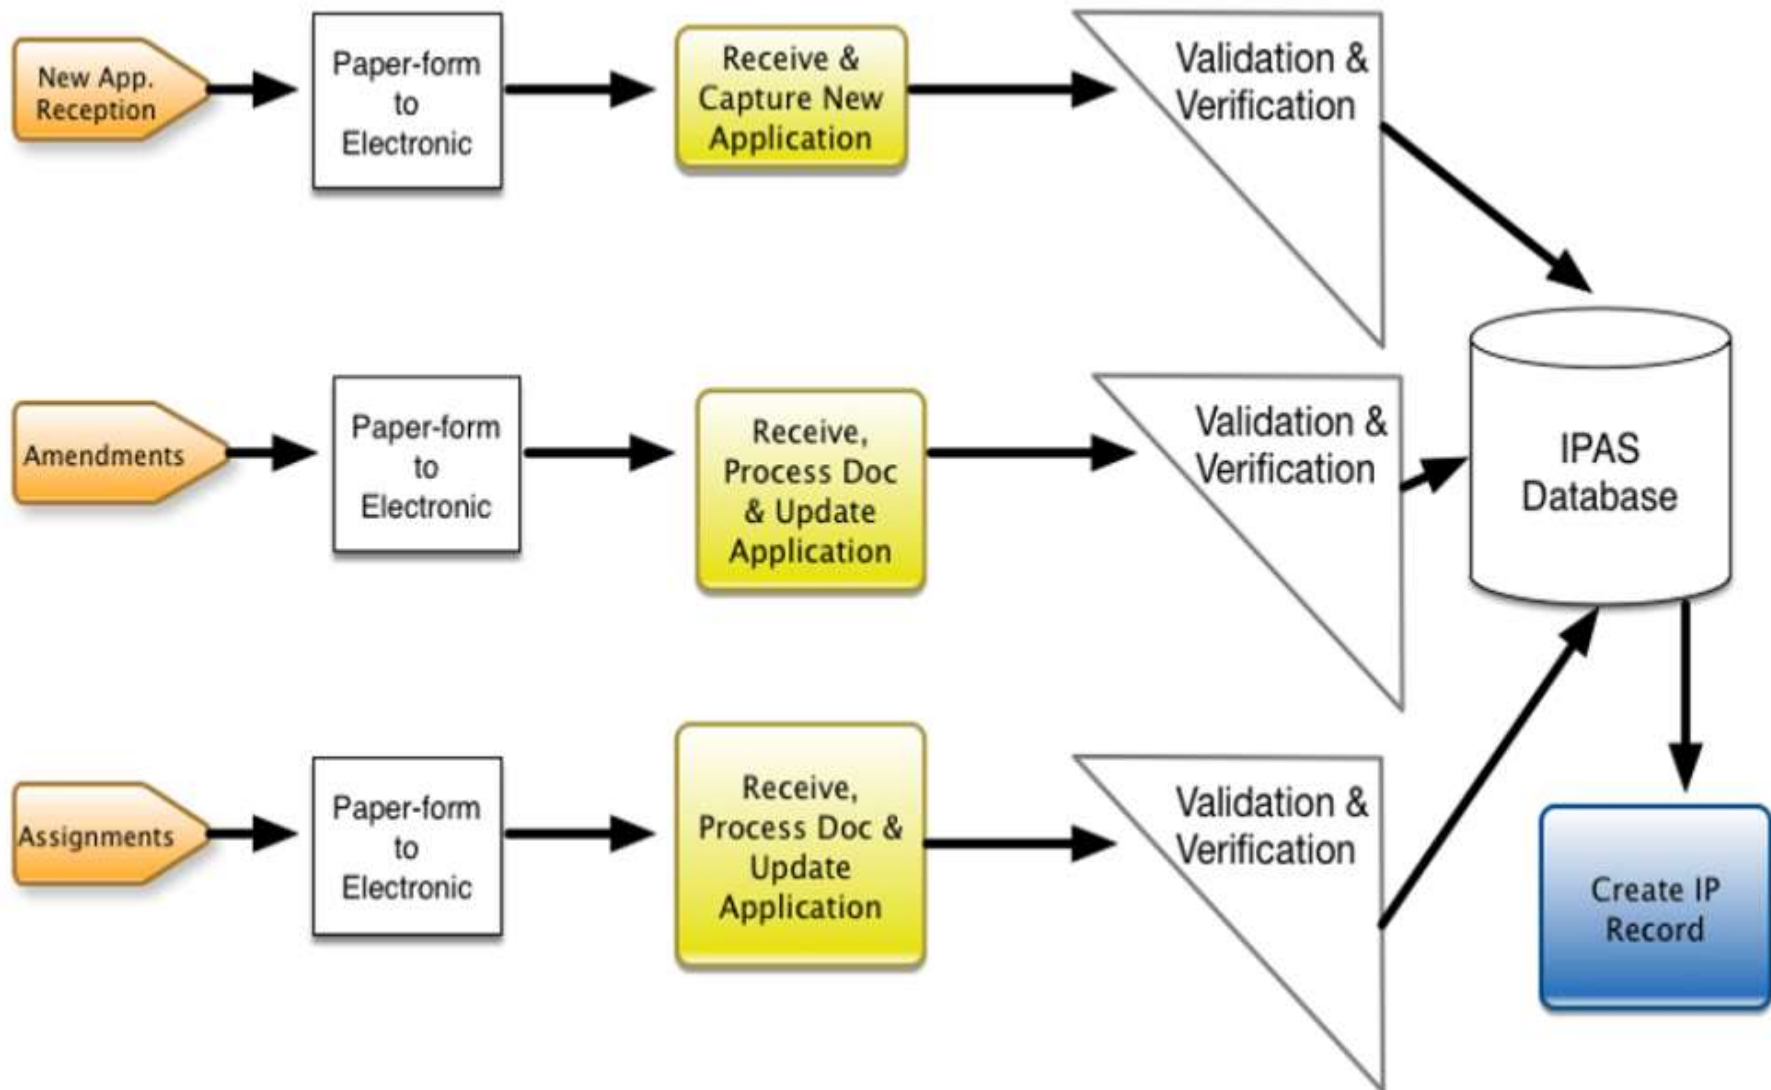 New App.
Reception
Paper-form
to
Electronic
Receive &
Capture New
Application
Validation &
Verification
Amendments
Paper-form
to
Electronic
Receive,
Process Doc
& Update
Application
Validation &
Verification
IPAS
Database
Assignments
Paper-form
to
Electronic
Receive,
Process Doc &
Update
Application
Validation &
Verification
Create IP
Record